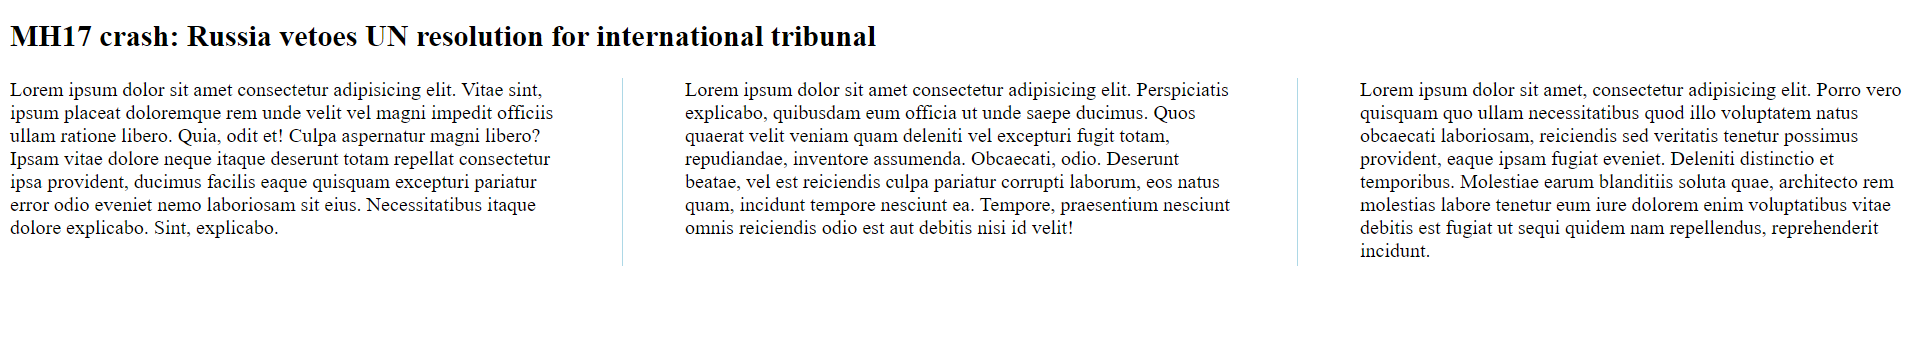 MH17 crash: Russia vetoes UN resolution for international tribunal
Lorem ipsum dolor sit amet consectetur adipisicing elit. Vitae sint,
ipsum placeat doloremque rem unde velit vel magni impedit officiis
ullam ratione libero. Quia, odit et! Culpa aspernatur magni libero?
Ipsam vitae dolore neque itaque deserunt totam repellat consectetur
ipsa provident, ducimus facilis eaque quisquam excepturi pariatur
error odio eveniet nemo laboriosam sit eius. Necessitatibus itaque
dolore explicabo. Sint, explicabo.
Lorem ipsum dolor sit amet consectetur adipisicing elit. Perspiciatis
explicabo, quibusdam eum officia ut unde saepe ducimus. Quos
quaerat velit veniam quam deleniti vel excepturi fugit totam,
repudiandae, inventore assumenda. Obcaecati, odio. Deserunt
beatae, vel est reiciendis culpa pariatur corrupti laborum, eos natus
quam, incidunt tempore nesciunt ea. Tempore, praesentium nesciunt
omnis reiciendis odio est aut debitis nisi id velit!
Lorem ipsum dolor sit amet, consectetur adipisicing elit. Porro vero
quisquam quo ullam necessitatibus quod illo voluptatem natus
obcaecati laboriosam, reiciendis sed veritatis tenetur possimus
provident, eaque ipsam fugiat eveniet. Deleniti distinctio et
temporibus. Molestiae earum blanditiis soluta quae, architecto rem
molestias labore tenetur eum iure dolorem enim voluptatibus vitae
debitis est fugiat ut sequi quidem nam repellendus, reprehenderit
incidunt.